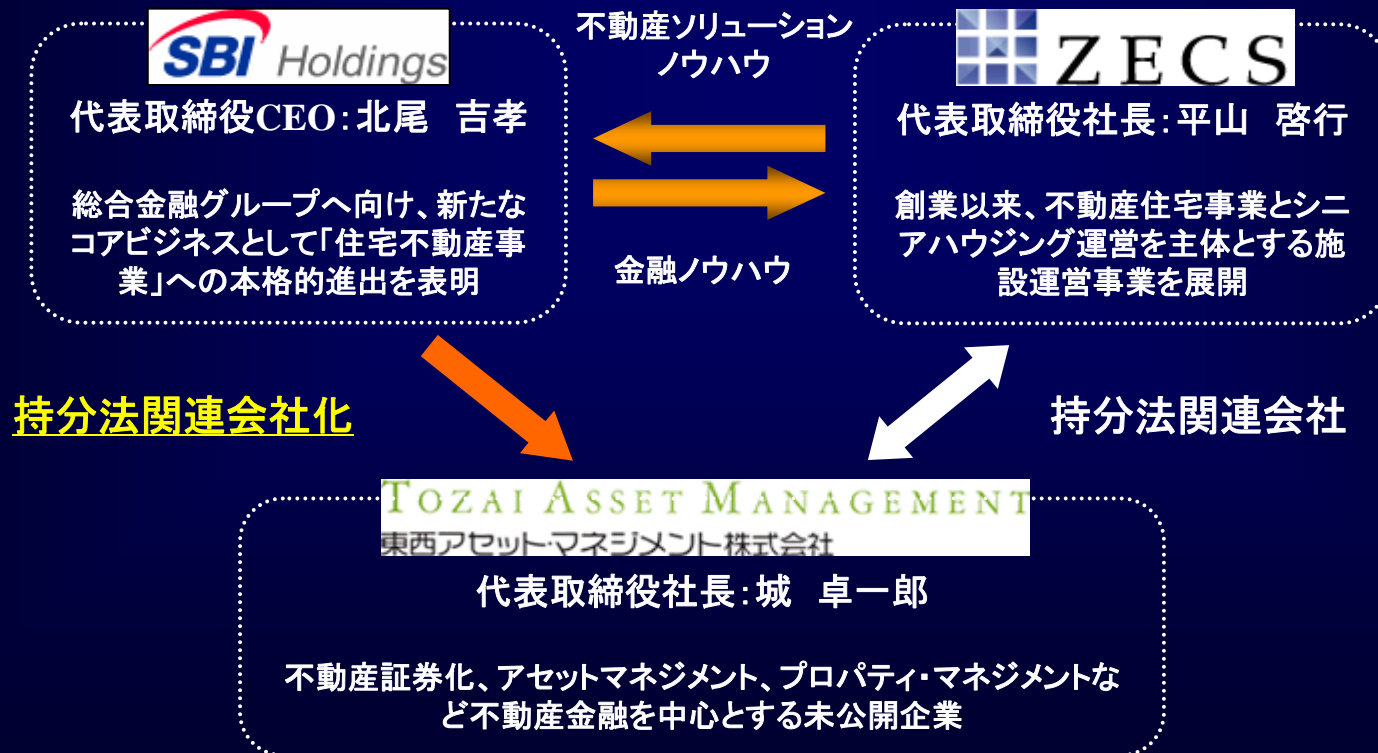 SBI Holdings
代表取締役CEO：北尾　吉孝
総合金融グループへ向け、新たな
コアビジネスとして「住宅不動産事
業」への本格的進出を表明
不動産ソリューション
ノウハウ
金融ノウハウ
ZECS
代表取締役社長：平山　啓行
創業以来、不動産住宅事業とシニ
アハウジング運営を主体とする施
設運営事業を展開
持分法関連会社化
持分法関連会社
TOZAI ASSET MANAGEMENT
東西アセット・マネジメント株式会社
代表取締役社長：城　卓一郎
不動産証券化、アセットマネジメント、プロパティ・マネジメントな
ど不動産金融を中心とする未公開企業